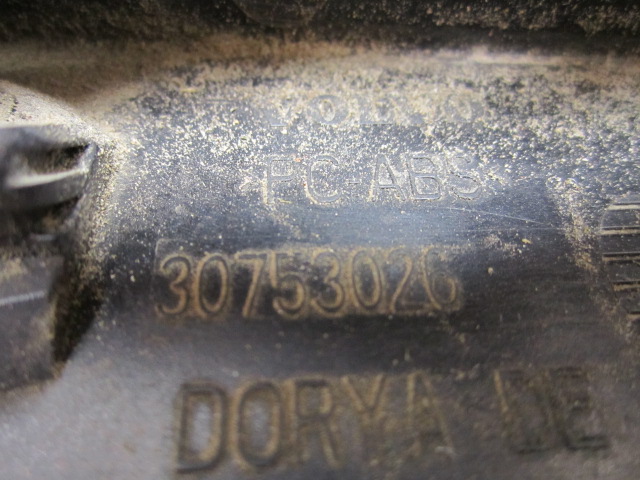 VOLVO
>PC-ABS<
30753026
DORYA DE